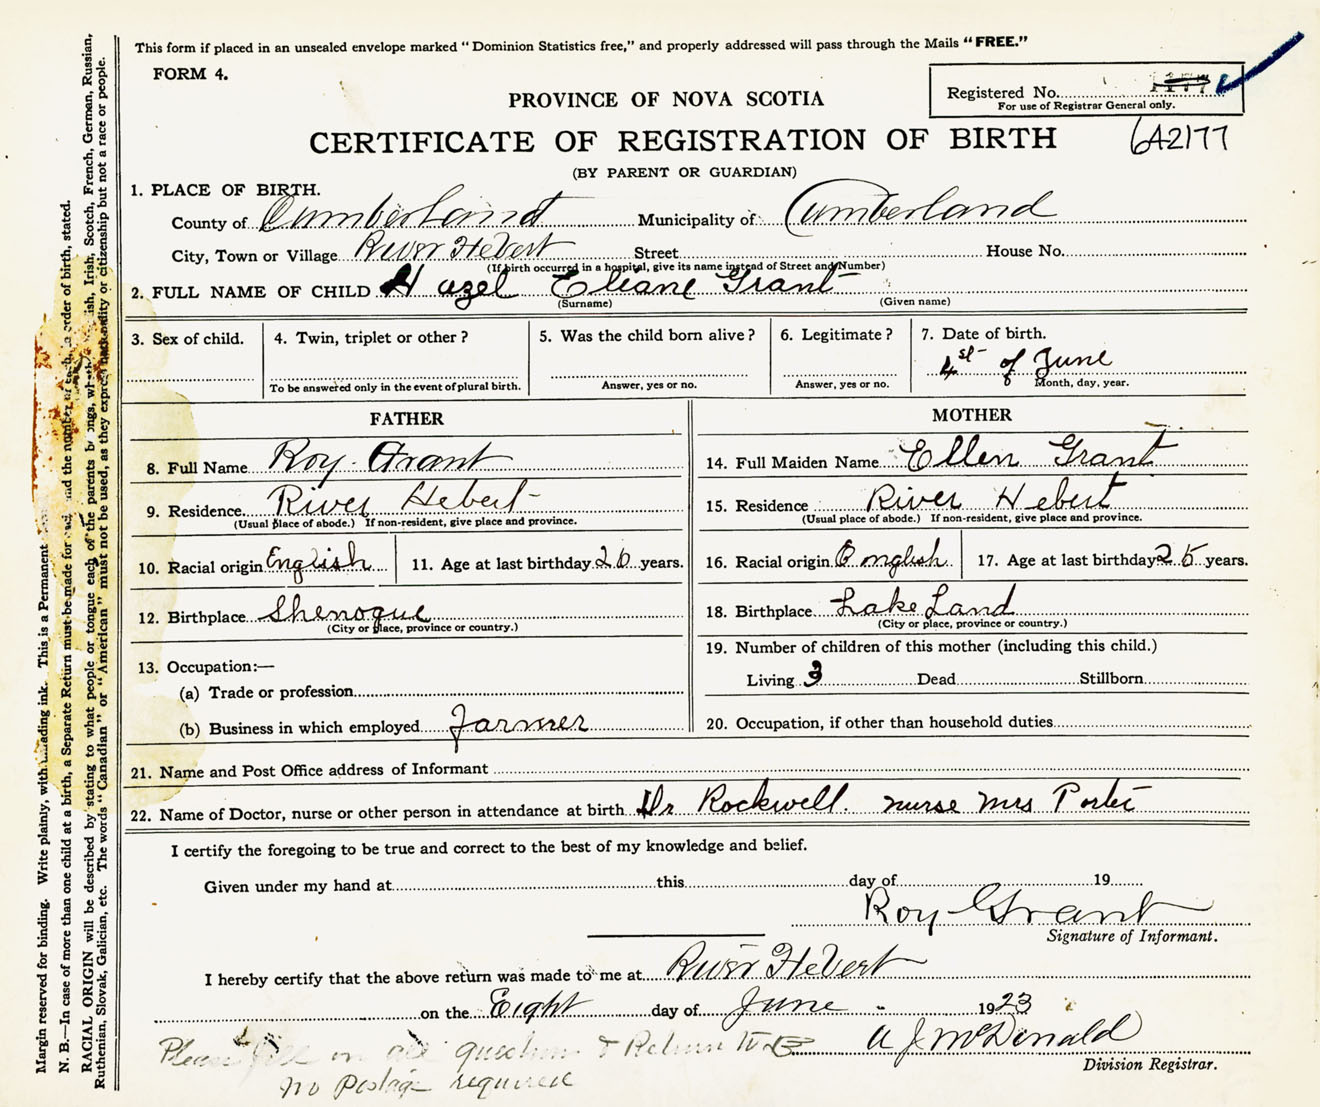 This form if placed in an unsealed envelope marked “Dominion Statistics free,” and properly addressed will pass through the Mails “FREE.”
FORM 4.
Registered No.
For use of Registrar General only.
PROVINCE OF NOVA SCOTIA
CERTIFICATE OF REGISTRATION OF BIRTH
6A2177
(BY PARENT OR GUARDIAN)
1. PLACE OF BIRTH.
County of Cumberland Municipality of Cumberland
City, Town or Village River Hebert Street House No.
(If birth occurred in a hospital, give its name instead of Street and Number)
2. FULL NAME OF CHILD Hazel Eleane Grant
(Surname) (Given name)
3. Sex of child. 4. Twin, triplet or other? 5. Was the child born alive? 6. Legitimate? 7. Date of birth.
4st of June
To be answered only in the event of plural birth. Answer, yes or no. Answer, yes or no. Month, day, year.
FATHER
8. Full Name Roy Grant
9. Residence River Hebert
(Usual place of abode.) If non-resident, give place and province.
10. Racial origin English 11. Age at last birthday 26 years.
12. Birthplace Shenogue
(City or place, province or country.)
13. Occupation:—
(a) Trade or profession
(b) Business in which employed Farmer
MOTHER
14. Full Maiden Name Ellen Grant
15. Residence River Hebert
(Usual place of abode.) If non-resident, give place and province.
16. Racial origin Onglish 17. Age at last birthday 25 years.
18. Birthplace Lake Land
(City or place, province or country.)
19. Number of children of this mother (including this child.)
Living 3 Dead Stillborn
20. Occupation, if other than household duties
21. Name and Post Office address of Informant
22. Name of Doctor, nurse or other person in attendance at birth Dr Rockwell. nurse Mrs Porter
I certify the foregoing to be true and correct to the best of my knowledge and belief.
Given under my hand at this day of 19
Roy Grant
Signature of Informant.
I hereby certify that the above return was made to me at River Hebert
on the Eight day of June 1923
A J McDonald
Division Registrar.
Please fill in all questions & Return to
No Postage required
Margin reserved for binding. Write plainly, with fading ink. This is a Permanent
N. B.—In case of more than one child at a birth, a Separate Return must be made for and the number of each, order of birth, stated.
RACIAL ORIGIN will be described by stating to what people or tongue each of the parents belongs, whether Irish, Scotch, French, German, Russian,
Ruthenian, Slovak, Galician, etc. The words “Canadian” or “American” must not be used, as they express nationality or citizenship but not a race or people.